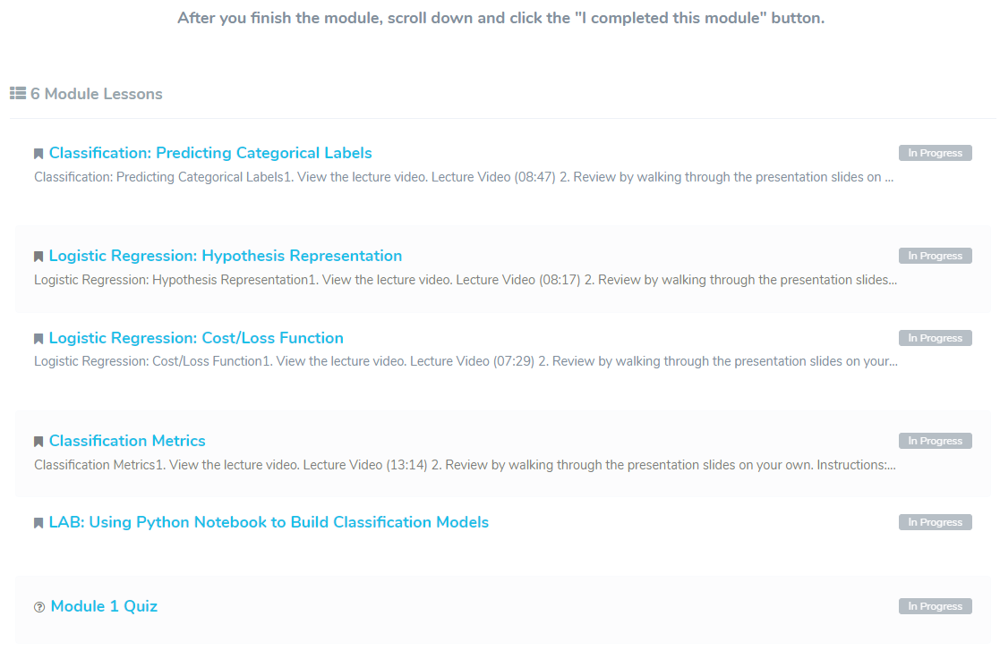 After you finish the module, scroll down and click the "I completed this module" button.
6 Module Lessons
Classification: Predicting Categorical Labels
In Progress
Classification: Predicting Categorical Labels1. View the lecture video. Lecture Video (08:47) 2. Review by walking through the presentation slides on ...
Logistic Regression: Hypothesis Representation
In Progress
Logistic Regression: Hypothesis Representation1. View the lecture video. Lecture Video (08:17) 2. Review by walking through the presentation slides...
Logistic Regression: Cost/Loss Function
In Progress
Logistic Regression: Cost/Loss Function1. View the lecture video. Lecture Video (07:29) 2. Review by walking through the presentation slides on your...
Classification Metrics
In Progress
Classification Metrics1. View the lecture video. Lecture Video (13:14) 2. Review by walking through the presentation slides on your own. Instructions:...
LAB: Using Python Notebook to Build Classification Models
In Progress
Module 1 Quiz
In Progress